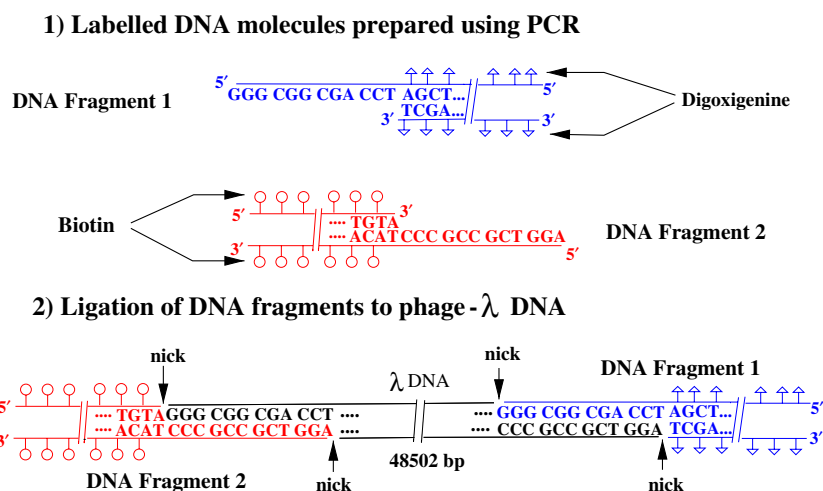 1) Labelled DNA molecules prepared using PCR
5′
GGG CGG CGA CCT AGCT...
5′
DNA Fragment 1
TCGA...
3′
3′
Digoxigenine
Biotin
5′
3′
.... TGTA
.... ACAT CCC GCC GCT GGA
3′
5′
DNA Fragment 2
2) Ligation of DNA fragments to phage-λ DNA
nick
nick
λ DNA
DNA Fragment 1
5′
.... TGTA GGG CGG CGA CCT ....
.... GGG CGG CGA CCT AGCT...
5′
3′
.... ACAT CCC GCC GCT GGA ....
.... CCC GCC GCT GGA TCGA...
3′
48502 bp
DNA Fragment 2
nick
nick